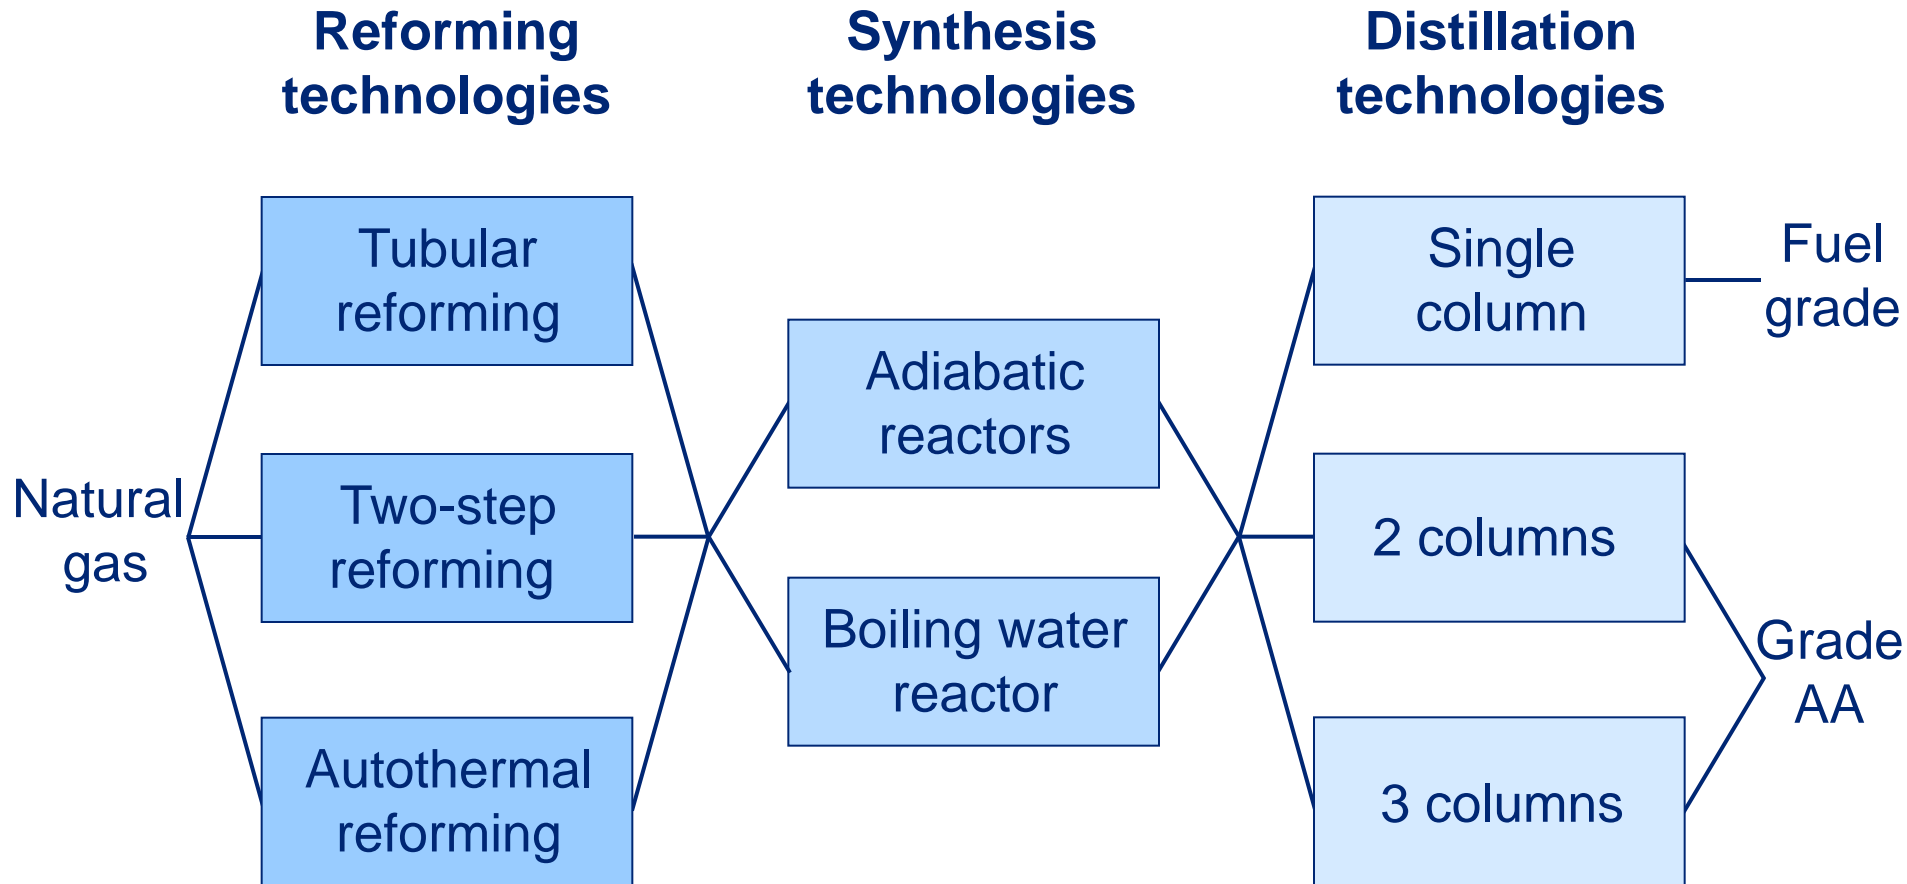 Reforming
technologies
Synthesis
technologies
Distillation
technologies
Natural
gas
Tubular
reforming
Two-step
reforming
Autothermal
reforming
Adiabatic
reactors
Boiling water
reactor
Single
column
2 columns
3 columns
Fuel
grade
Grade
AA